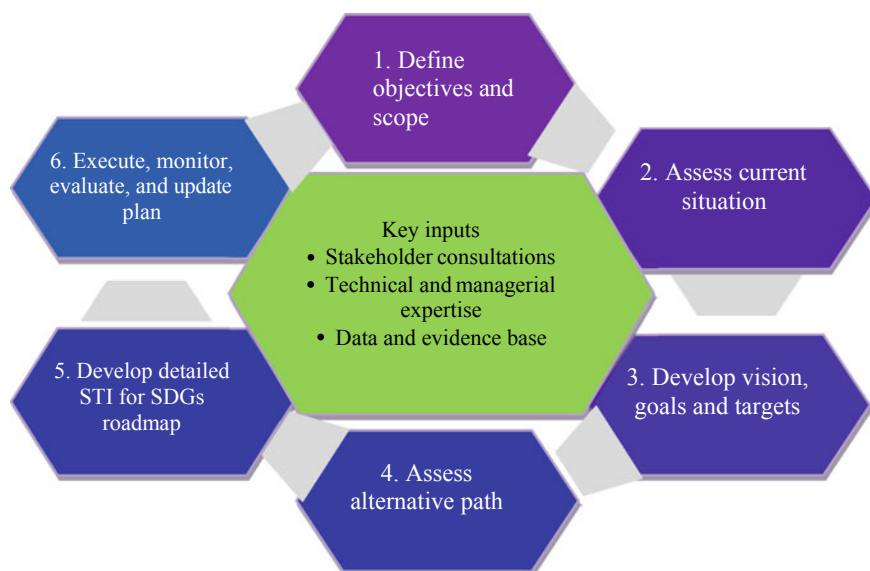 1. Define
objectives and
scope
2. Assess current
situation
3. Develop vision,
goals and targets
4. Assess
alternative path
5. Develop detailed
STI for SDGs
roadmap
6. Execute, monitor,
evaluate, and update
plan
Key inputs
• Stakeholder consultations
• Technical and managerial
expertise
• Data and evidence base